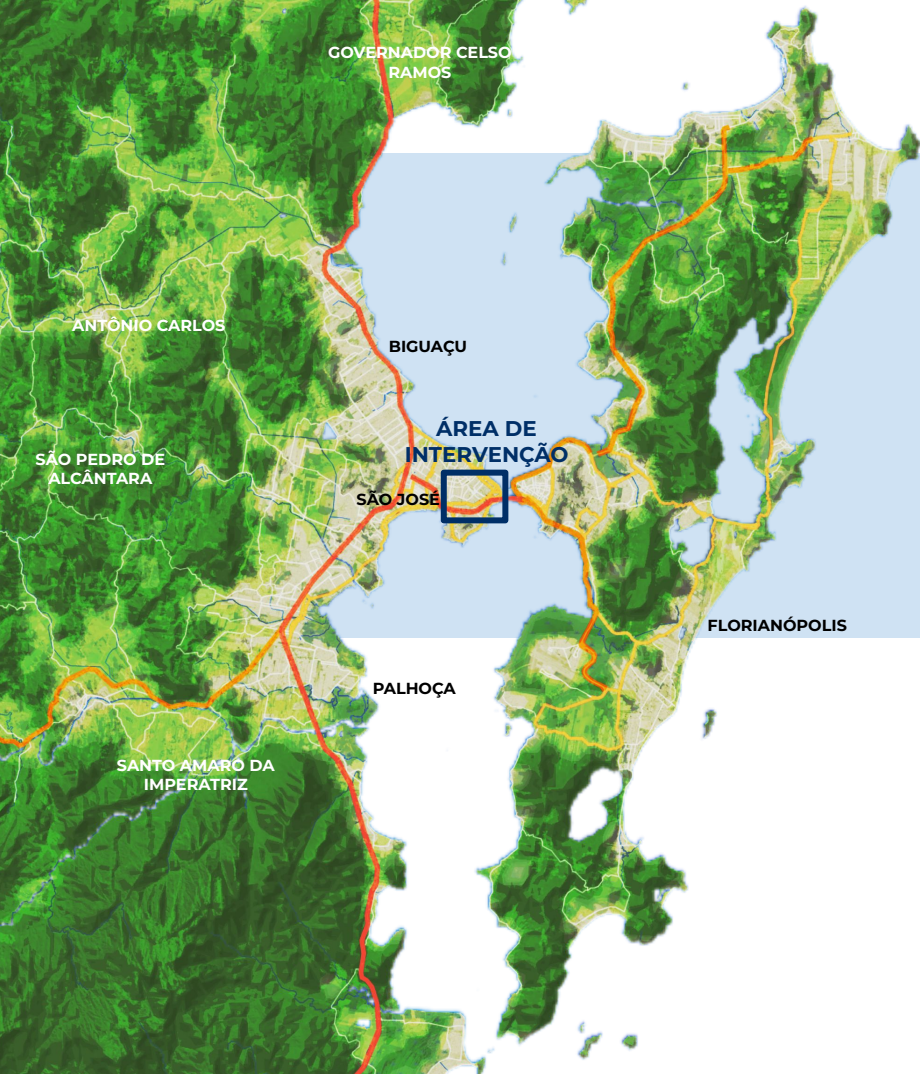 GOVERNADOR CELSO
RAMOS
ANTÔNIO CARLOS
BIGUAÇU
ÁREA DE
INTERVENÇÃO
SÃO PEDRO DE
ALCÂNTARA
SÃO JOSÉ
FLORIANÓPOLIS
PALHOÇA
SANTO AMARO DA
IMPERATRIZ